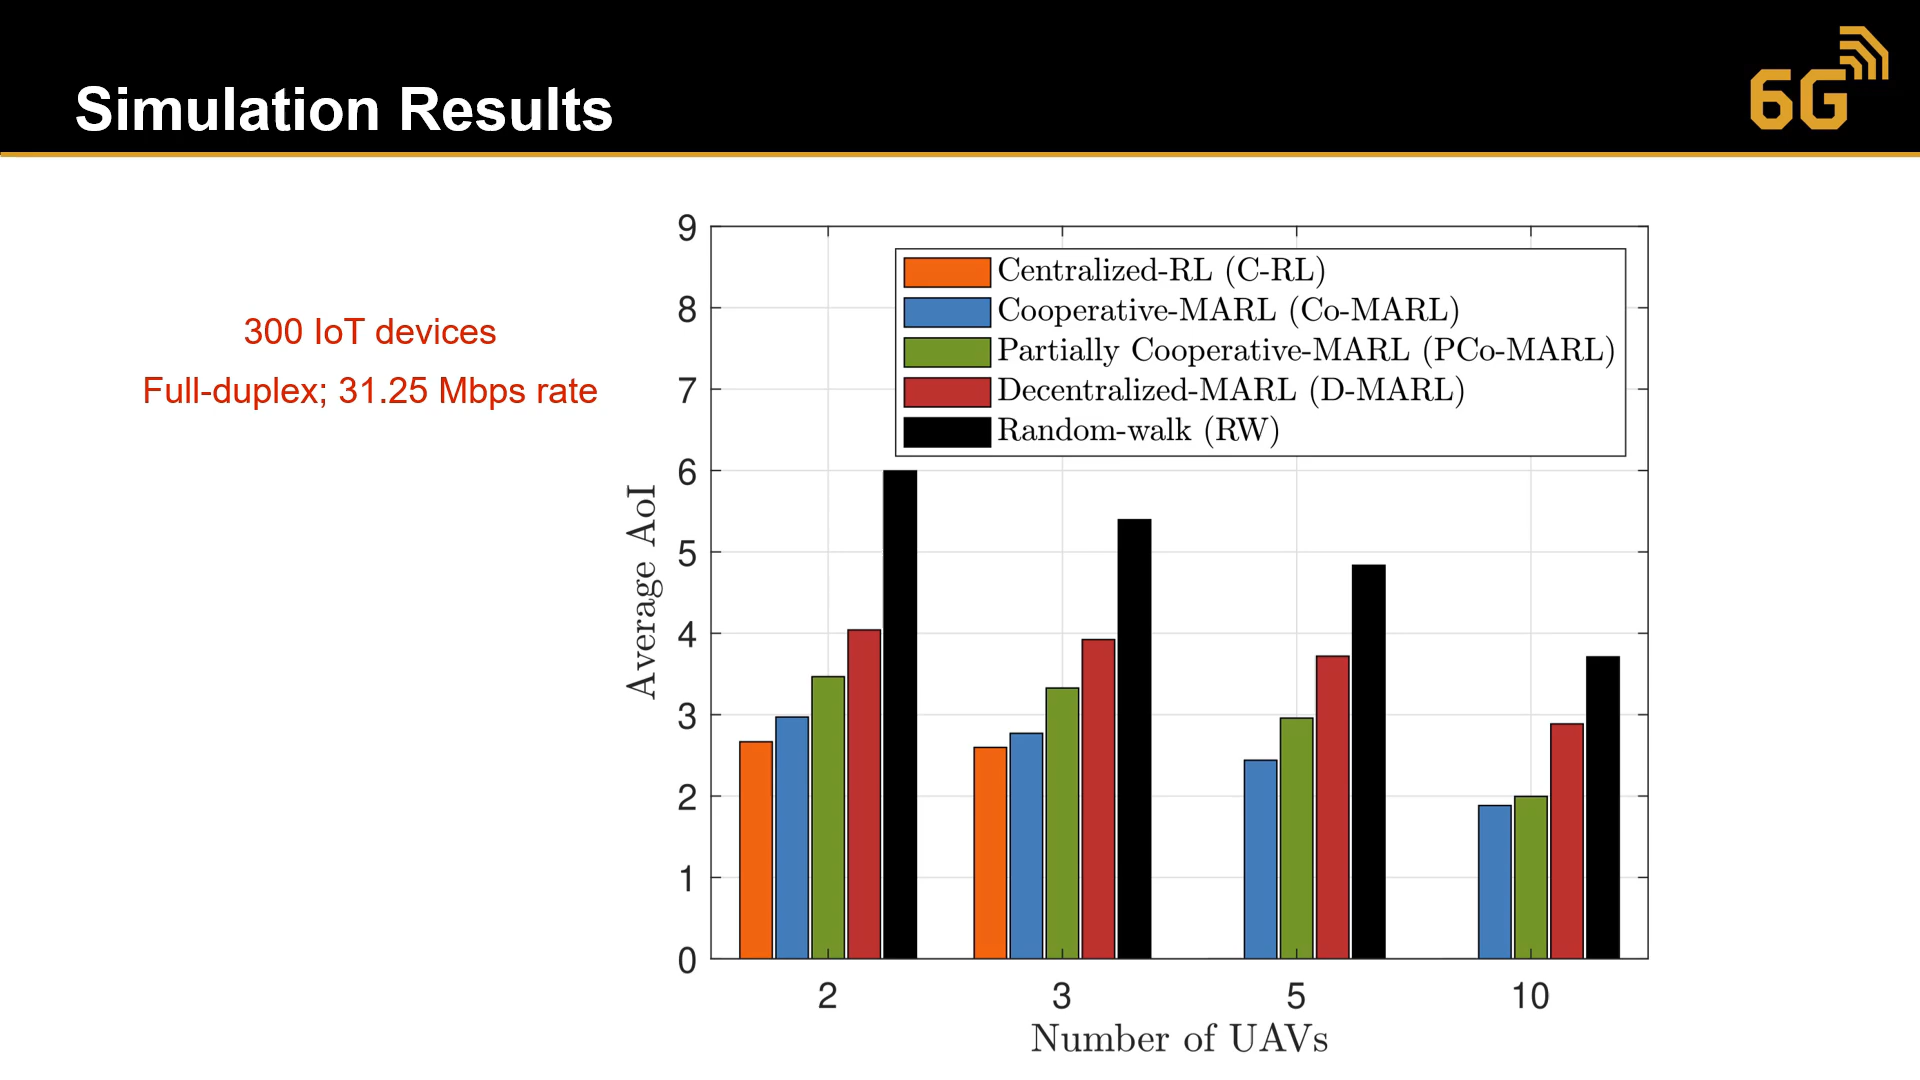 Simulation Results
6G
300 IoT devices
Full-duplex; 31.25 Mbps rate
Centralized-RL (C-RL)
Cooperative-MARL (Co-MARL)
Partially Cooperative-MARL (PCo-MARL)
Decentralized-MARL (D-MARL)
Random-walk (RW)
Average AoI
9
8
7
6
5
4
3
2
1
0
2 3 5 10
Number of UAVs